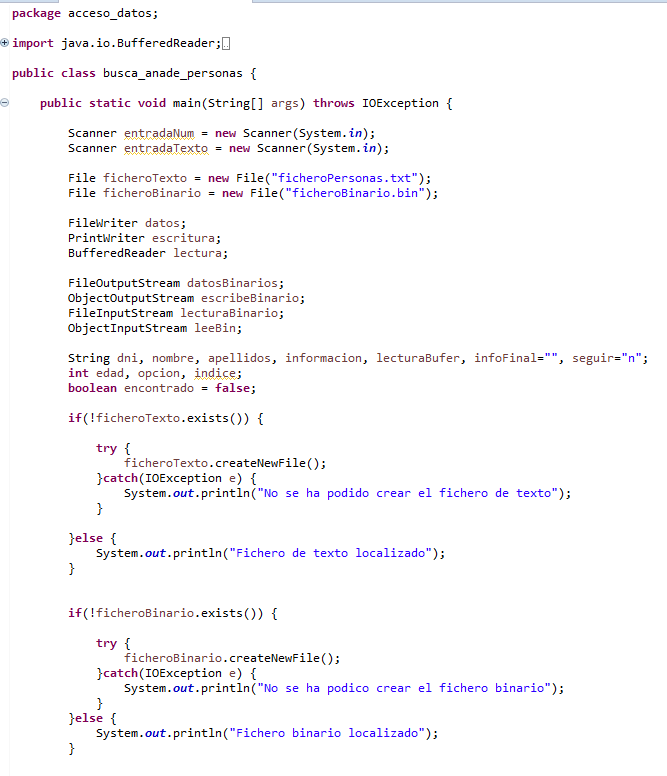 package acceso_datos;
import java.io.BufferedReader;
public class busca_anade_personas {
public static void main(String[] args) throws IOException {
Scanner entradaNum = new Scanner(System.in);
Scanner entradaTexto = new Scanner(System.in);
File ficheroTexto = new File("ficheroPersonas.txt");
File ficheroBinario = new File("ficheroBinario.bin");
FileWriter datos;
PrintWriter escritura;
BufferedReader lectura;
FileOutputStream datosBinarios;
ObjectOutputStream escribeBinario;
FileInputStream lecturaBinario;
ObjectInputStream leeBin;
String dni, nombre, apellidos, informacion, lecturaBufer, infoFinal="", seguir="n";
int edad, opcion, indice;
boolean encontrado = false;
if(!ficheroTexto.exists()) {
try {
ficheroTexto.createNewFile();
}catch(IOException e) {
System.out.println("No se ha podido crear el fichero de texto");
}
}else {
System.out.println("Fichero de texto localizado");
}
if(!ficheroBinario.exists()) {
try {
ficheroBinario.createNewFile();
}catch(IOException e) {
System.out.println("No se ha podico crear el fichero binario");
}
}else {
System.out.println("Fichero binario localizado");
}